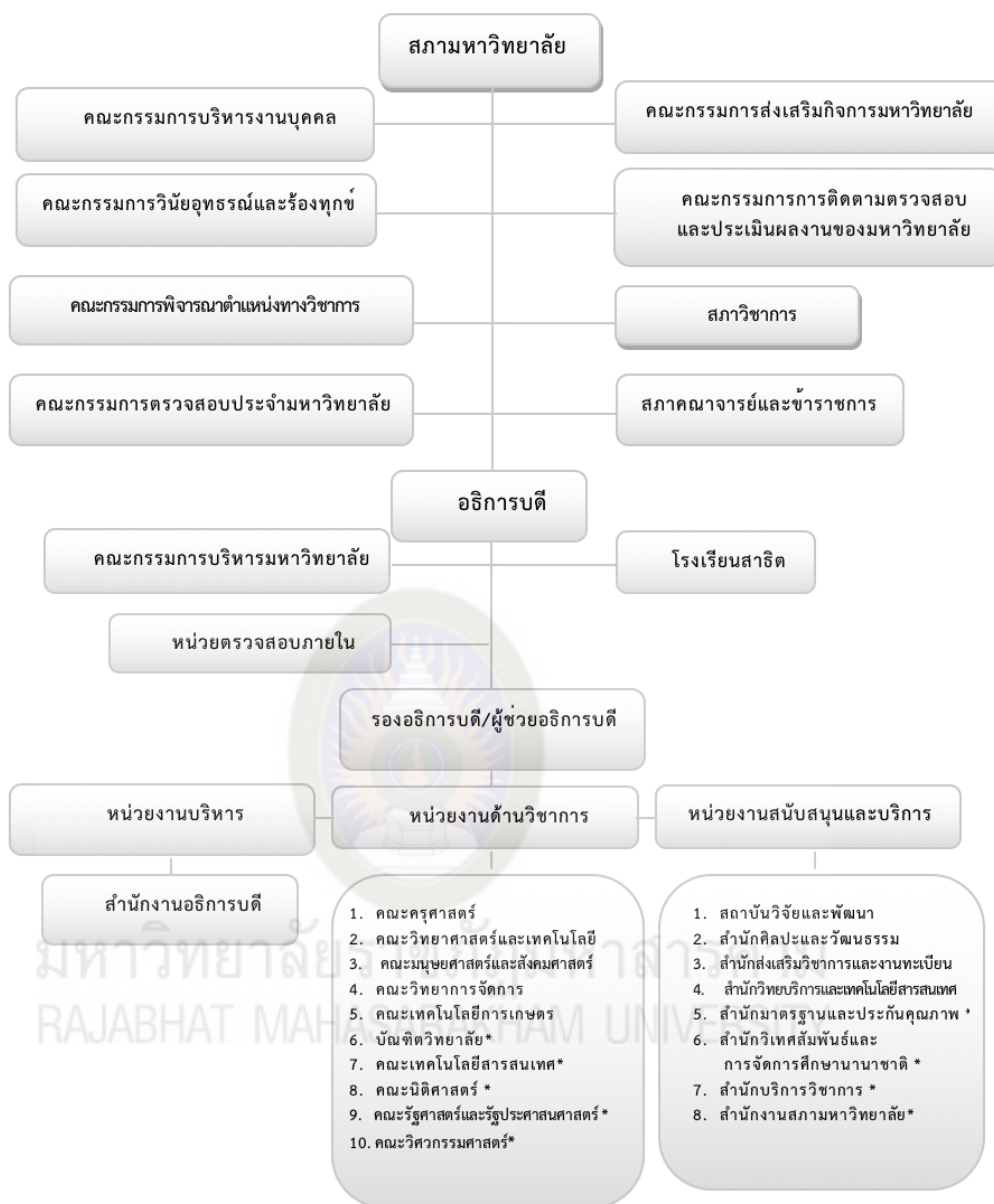 สภามหาวิทยาลัย
คณะกรรมการบริหารงานบุคคล
คณะกรรมการส่งเสริมกิจการมหาวิทยาลัย
คณะกรรมการวินัยอุทธรณ์และร้องทุกข์
คณะกรรมการการติดตามตรวจสอบ
และประเมินผลงานของมหาวิทยาลัย
คณะกรรมการพิจารณาตำแหน่งทางวิชาการ
สภาวิชาการ
คณะกรรมการตรวจสอบประจำมหาวิทยาลัย
สภาคณาจารย์และข้าราชการ
อธิการบดี
คณะกรรมการบริหารมหาวิทยาลัย
โรงเรียนสาธิต
หน่วยตรวจสอบภายใน
รองอธิการบดี/ผู้ช่วยอธิการบดี
หน่วยงานบริหาร
หน่วยงานด้านวิชาการ
หน่วยงานสนับสนุนและบริการ
สำนักงานอธิการบดี
1. คณะครุศาสตร์
2. คณะวิทยาศาสตร์และเทคโนโลยี
3. คณะมนุษยศาสตร์และสังคมศาสตร์
4. คณะวิทยาการจัดการ
5. คณะเทคโนโลยีการเกษตร
6. บัณฑิตวิทยาลัย*
7. คณะเทคโนโลยีสารสนเทศ*
8. คณะนิติศาสตร์ *
9. คณะรัฐศาสตร์และรัฐประศาสนศาสตร์ *
10. คณะวิศวกรรมศาสตร์*
1. สถาบันวิจัยและพัฒนา
2. สำนักศิลปะและวัฒนธรรม
3. สำนักส่งเสริมวิชาการและงานทะเบียน
4. สำนักวิทยบริการและเทคโนโลยีสารสนเทศ
5. สำนักมาตรฐานและประกันคุณภาพ *
6. สำนักวิเทศสัมพันธ์และ
การจัดการศึกษานานาชาติ *
7. สำนักบริการวิชาการ *
8. สำนักงานสภามหาวิทยาลัย*
มหาวิทยาลัยราชภัฏมหาสารคาม
RAJABHAT MAHASARAKHAM UNIVERSITY